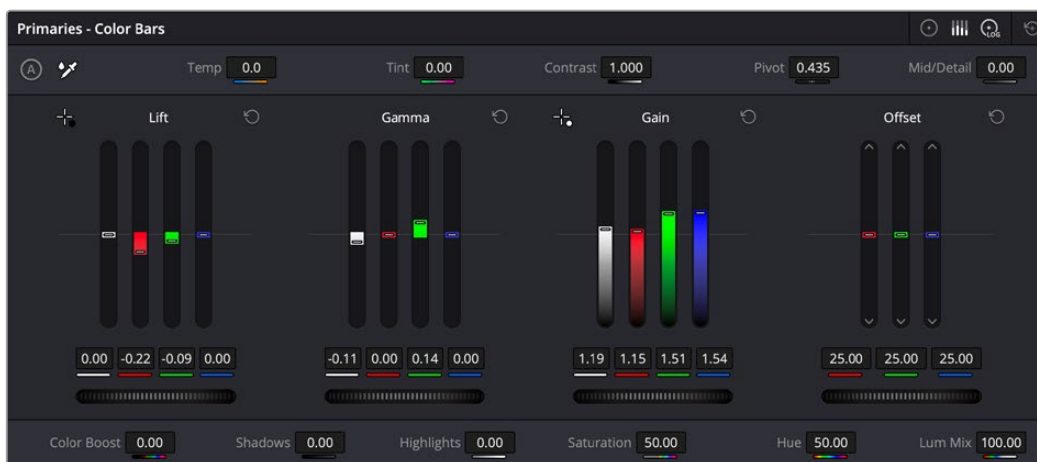 Primaries - Color Bars
LOG
A Temp 0.0 Tint 0.00 Contrast 1.000 Pivot 0.435 Mid/Detail 0.00
Lift Gamma Gain Offset
0.00 -0.22 -0.09 0.00 -0.11 0.00 0.14 0.00 1.19 1.15 1.51 1.54 25.00 25.00 25.00
Color Boost 0.00 Shadows 0.00 Highlights 0.00 Saturation 50.00 Hue 50.00 Lum Mix 100.00